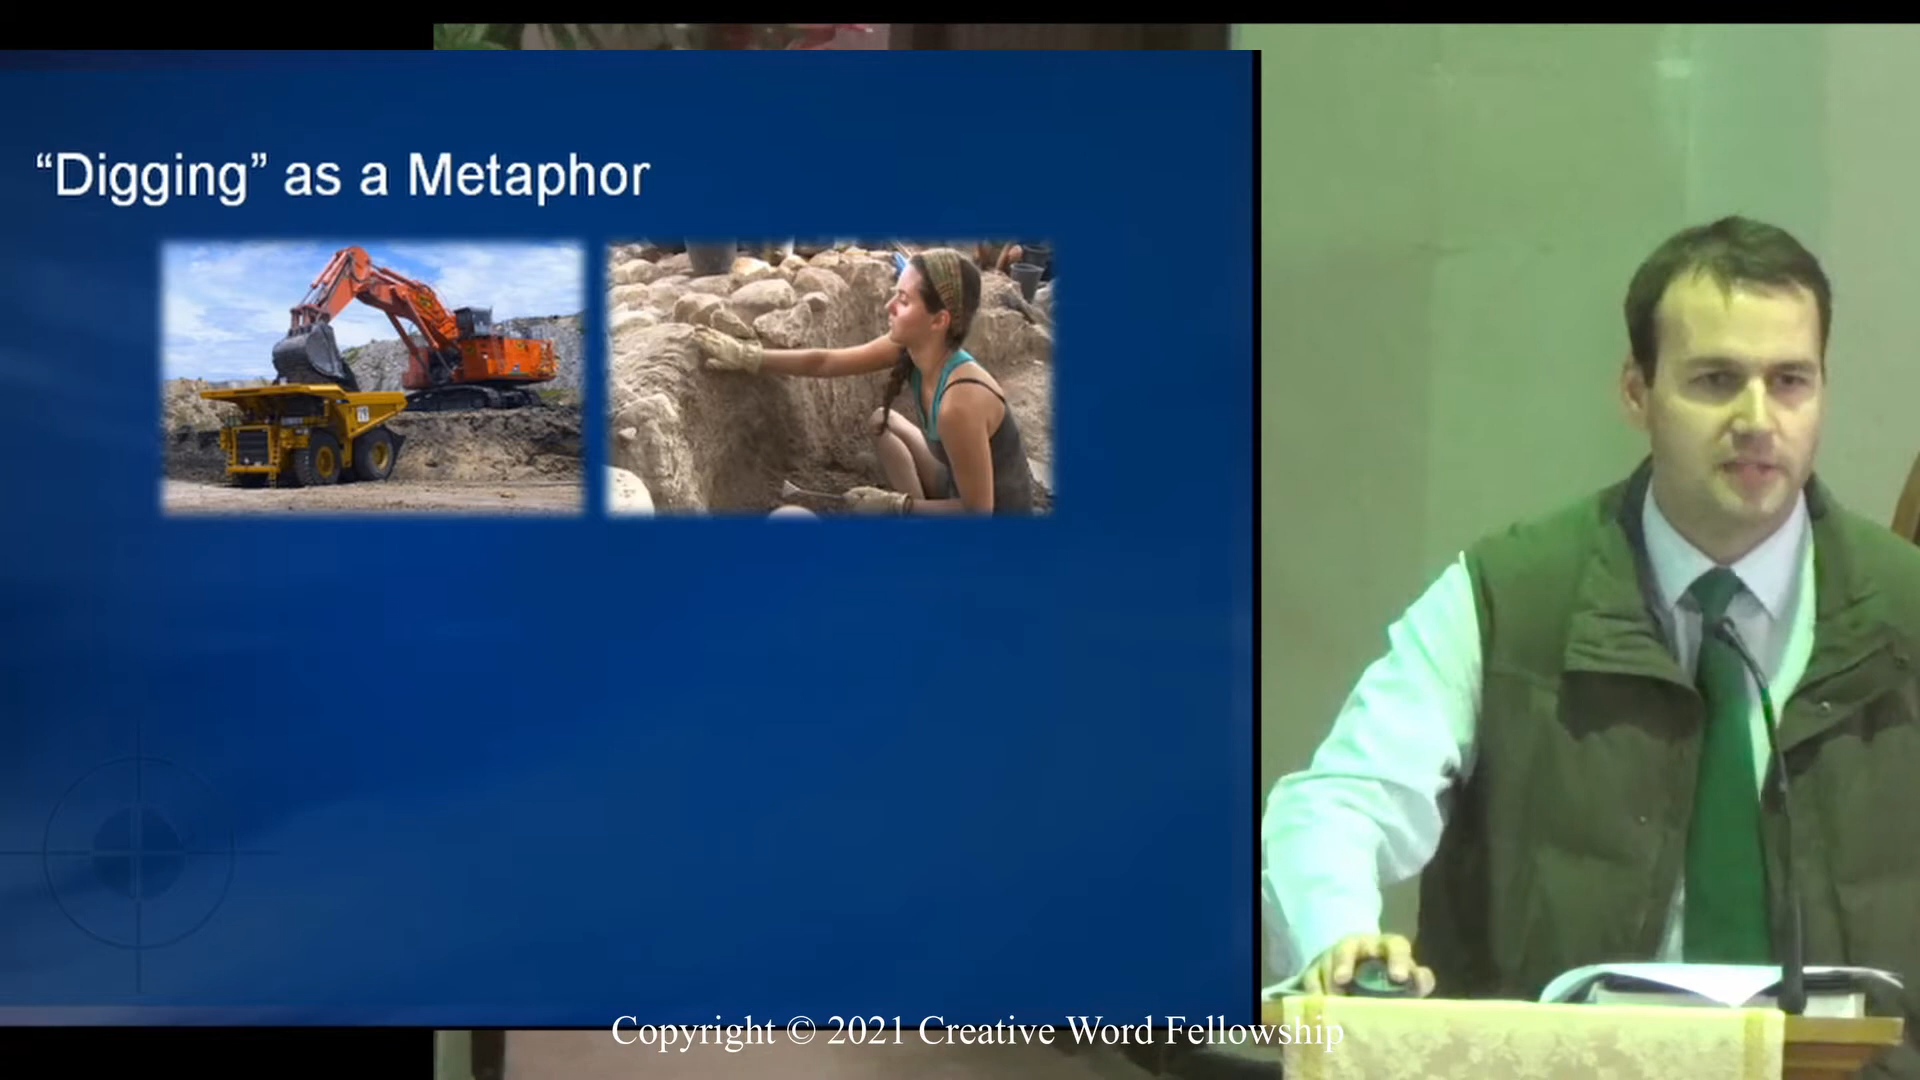 “Digging” as a Metaphor
Copyright © 2021 Creative Word Fellowship